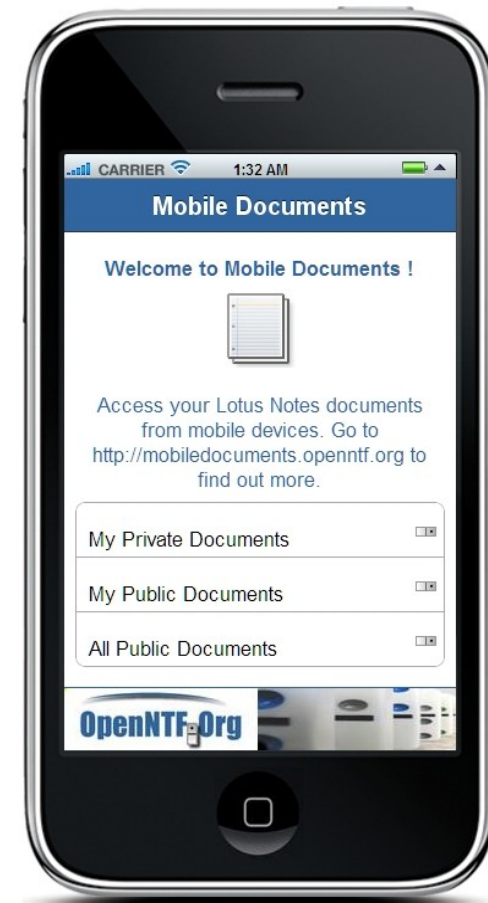 CARRIER 1:32 AM
Mobile Documents
Welcome to Mobile Documents !
Access your Lotus Notes documents
from mobile devices. Go to
http://mobiledocuments.openntf.org to
find out more.
My Private Documents
My Public Documents
All Public Documents
OpenNTF.Org